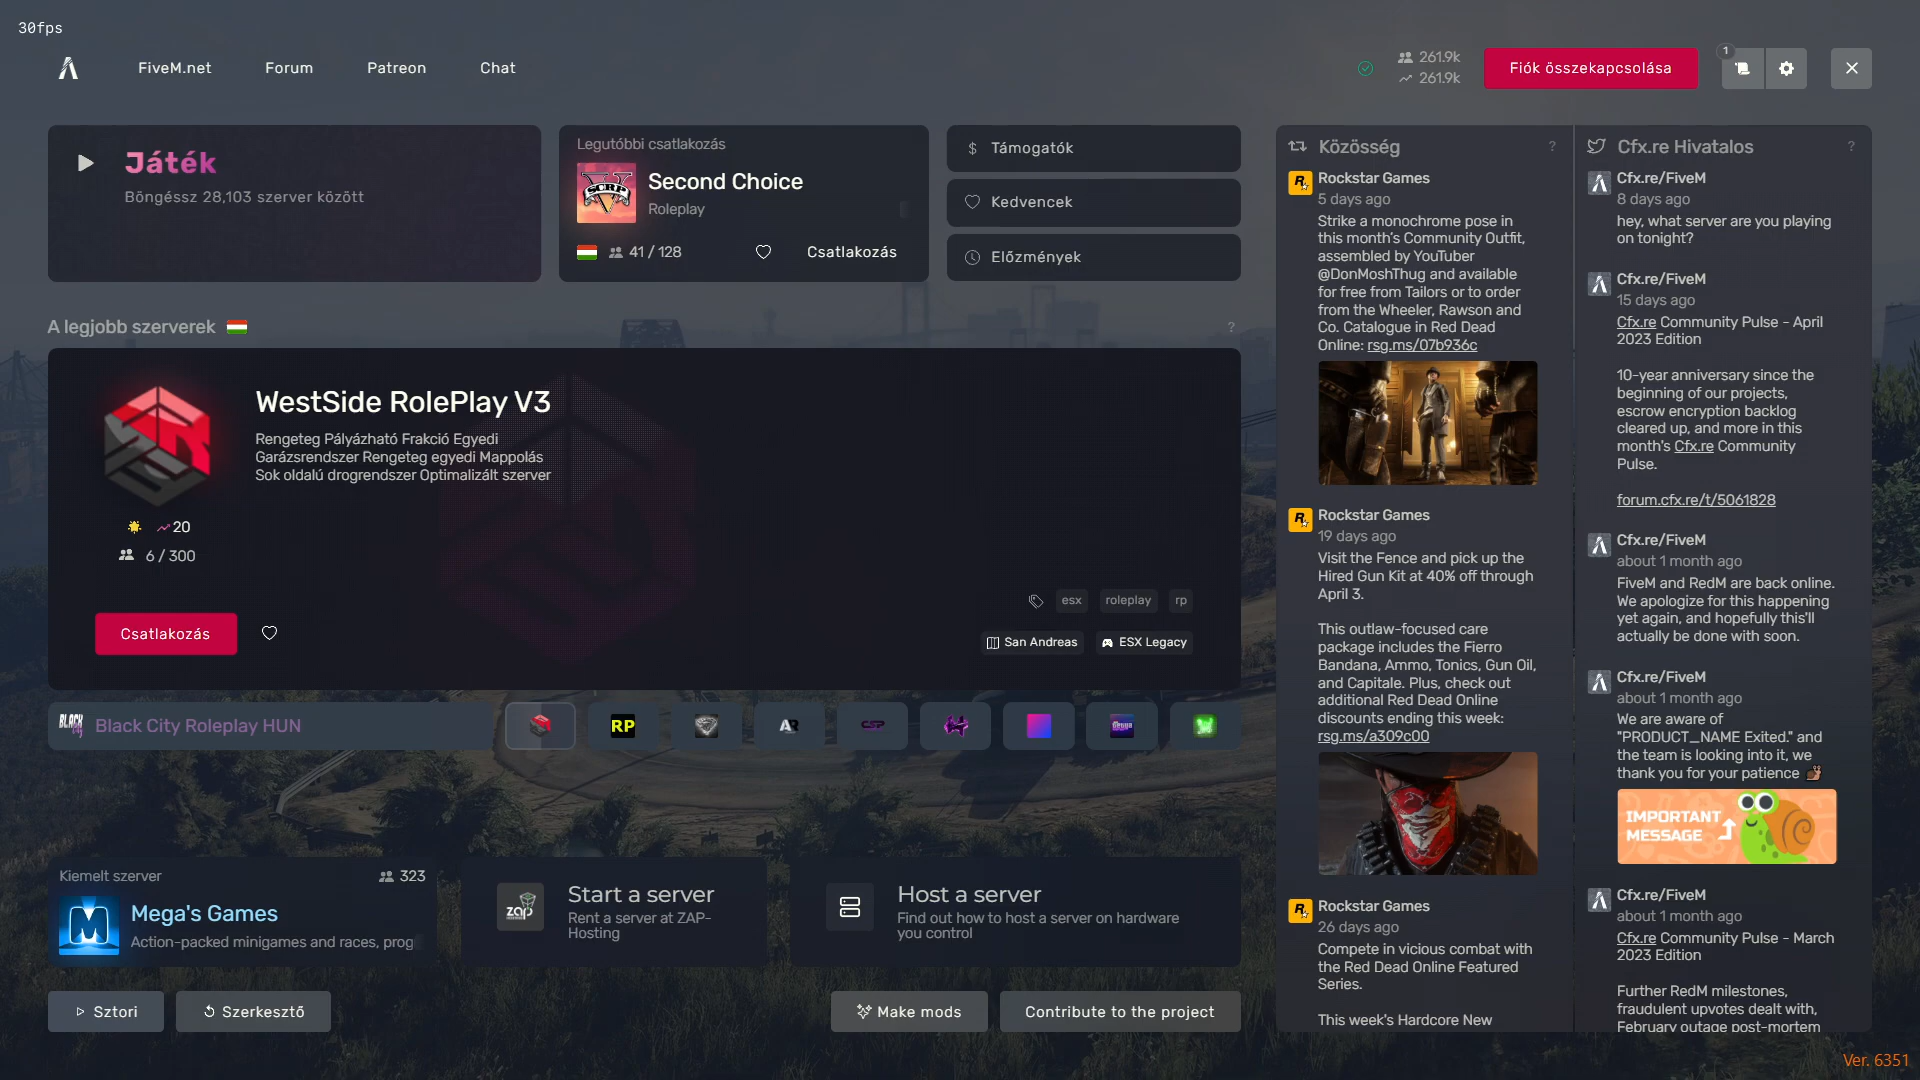 30fps
FiveM.net
Forum
Patreon
Chat
261.9k
261.9k
Fiók összekapcsolása
1
Játék
Böngéssz 28,103 szerver között
Legutóbbi csatlakozás
SCRP
V
Second Choice
Roleplay
41 / 128
Csatlakozás
$ Támogatók
Kedvencek
Előzmények
A legjobb szerverek
?
WestSide RolePlay V3
Rengeteg Pályázható Frakció Egyedi
Garázsrendszer Rengeteg egyedi Mappolás
Sok oldalú drogrendszer Optimalizált szerver
20
6 / 300
Csatlakozás
esx
roleplay
rp
San Andreas
ESX Legacy
Black City Roleplay HUN
RP
Kiemelt szerver
323
M
Mega's Games
Action-packed minigames and races, prog
zap
Start a server
Rent a server at ZAP-
Hosting
Host a server
Find out how to host a server on hardware
you control
Sztori
Szerkesztő
Make mods
Contribute to the project
Közösség
?
Rockstar Games
5 days ago
Strike a monochrome pose in
this month's Community Outfit,
assembled by YouTuber
@DonMoshThug and available
for free from Tailors or to order
from the Wheeler, Rawson and
Co. Catalogue in Red Dead
Online: rsg.ms/07b936c
Rockstar Games
19 days ago
Visit the Fence and pick up the
Hired Gun Kit at 40% off through
April 3.
This outlaw-focused care
package includes the Fierro
Bandana, Ammo, Tonics, Gun Oil,
and Capitale. Plus, check out
additional Red Dead Online
discounts ending this week:
rsg.ms/a309c00
Rockstar Games
26 days ago
Compete in vicious combat with
the Red Dead Online Featured
Series.
This week's Hardcore New
Cfx.re Hivatalos
?
Cfx.re/FiveM
8 days ago
hey, what server are you playing
on tonight?
Cfx.re/FiveM
15 days ago
Cfx.re Community Pulse - April
2023 Edition
10-year anniversary since the
beginning of our projects,
escrow encryption backlog
cleared up, and more in this
month's Cfx.re Community
Pulse.
forum.cfx.re/t/5061828
Cfx.re/FiveM
about 1 month ago
FiveM and RedM are back online.
We apologize for this happening
yet again, and hopefully this'll
actually be done with soon.
Cfx.re/FiveM
about 1 month ago
We are aware of
"PRODUCT_NAME Exited." and
the team is looking into it, we
thank you for your patience
IMPORTANT
MESSAGE
Cfx.re/FiveM
about 1 month ago
Cfx.re Community Pulse - March
2023 Edition
Further RedM milestones,
fraudulent upvotes dealt with,
February outage post-mortem
Ver. 6351